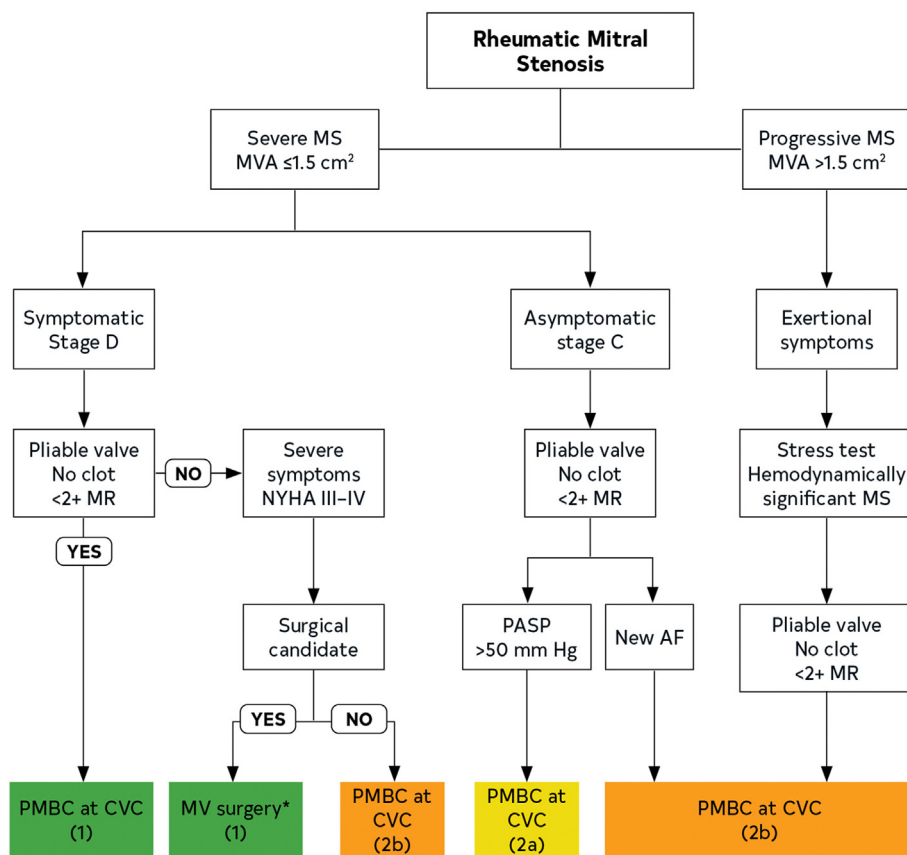 Rheumatic Mitral
Stenosis
Severe MS
MVA ≤1.5 cm²
Progressive MS
MVA >1.5 cm²
Symptomatic
Stage D
Asymptomatic
stage C
Exertional
symptoms
Pliable valve
No clot
<2+ MR
NO
Severe
symptoms
NYHA III–IV
Pliable valve
No clot
<2+ MR
Stress test
Hemodynamically
significant MS
YES
Surgical
candidate
PASP
>50 mm Hg
New AF
Pliable valve
No clot
<2+ MR
YES
NO
PMBC at CVC
(1)
MV surgery*
(1)
PMBC at
CVC
(2b)
PMBC at
CVC
(2a)
PMBC at CVC
(2b)